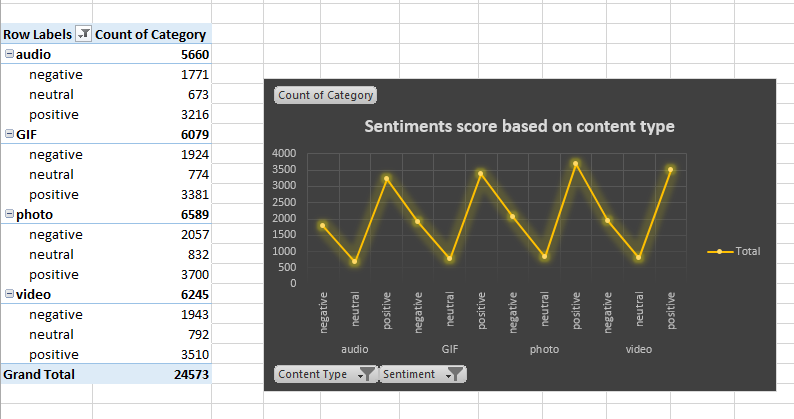 Row Labels Count of Category
audio 5660
negative 1771
neutral 673
positive 3216
GIF 6079
negative 1924
neutral 774
positive 3381
photo 6589
negative 2057
neutral 832
positive 3700
video 6245
negative 1943
neutral 792
positive 3510
Grand Total 24573
Count of Category
Sentiments score based on content type
4000
3500
3000
2500
2000
1500
1000
500
0
Total
negative neutral positive negative neutral positive negative neutral positive negative neutral positive
audio GIF photo video
Content Type Sentiment